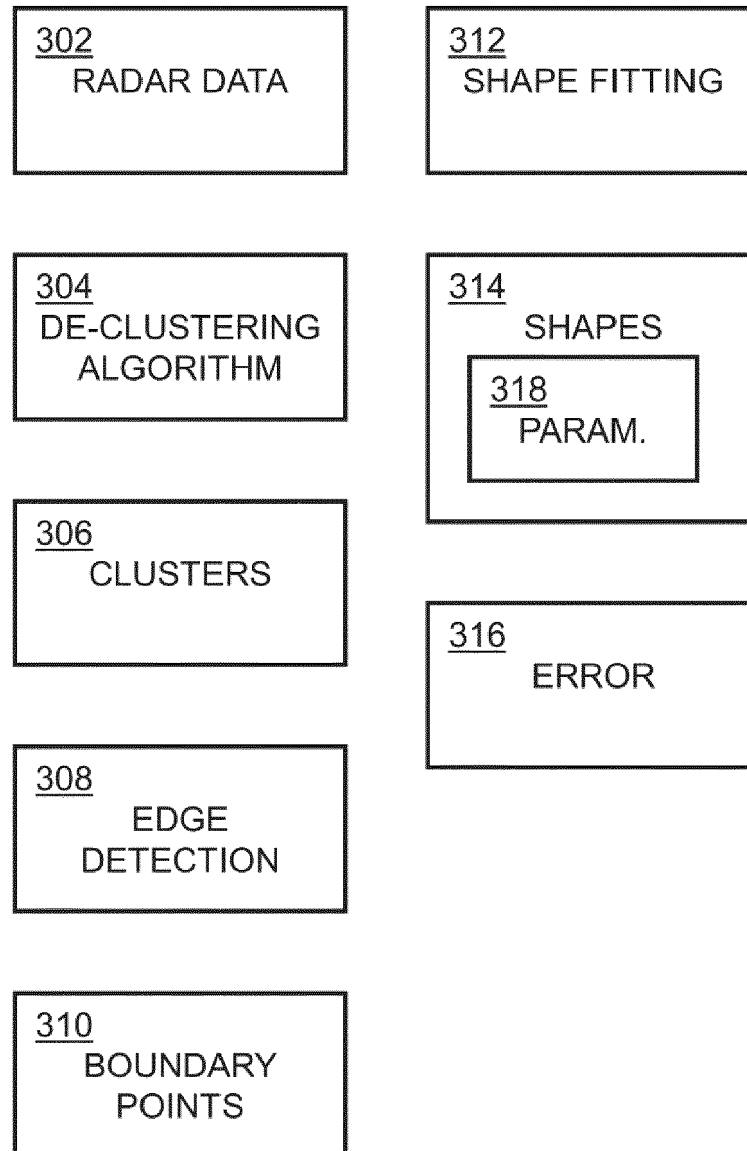 302
RADAR DATA
304
DE-CLUSTERING
ALGORITHM
306
CLUSTERS
308
EDGE
DETECTION
310
BOUNDARY
POINTS
312
SHAPE FITTING
314
SHAPES
318
PARAM.
316
ERROR